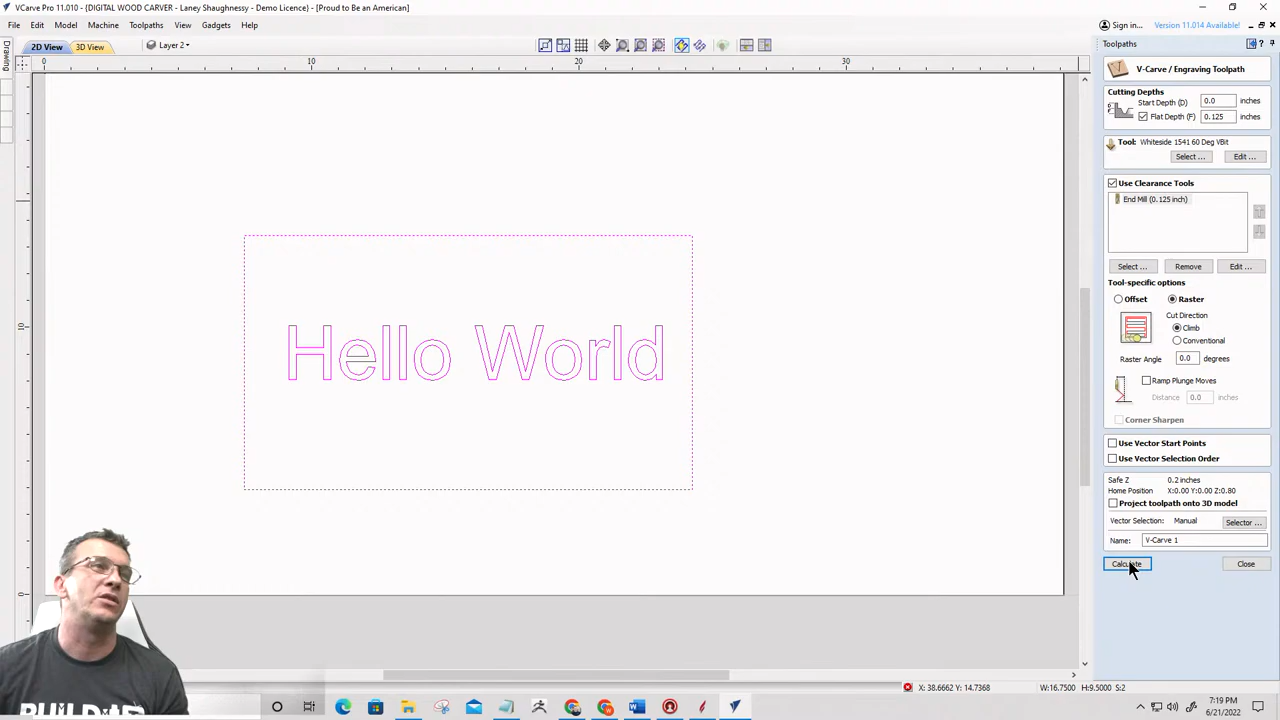 VCarve Pro 11.010 - {DIGITAL WOOD CARVER - Laney Shaughnessy - Demo Licence} - [Proud to Be an American]
File Edit Model Machine Toolpaths View Gadgets Help
Sign in... Version 11.014 Available!
2D View 3D View Layer 2
Drawing
0 10 20 30
0
0
Hello World
Toolpaths
V-Carve / Engraving Toolpath
Cutting Depths
Start Depth (D) 0.0 inches
Flat Depth (F) 0.125 inches
Tool: Whiteside 1541 60 Deg VBit
Select ... Edit ...
Use Clearance Tools
End Mill (0.125 inch)
Select ... Remove Edit ...
Tool-specific options
Offset Raster
Cut Direction
Climb
Conventional
Raster Angle 0.0 degrees
Ramp Plunge Moves
Distance 0.0 inches
Corner Sharpen
Use Vector Start Points
Use Vector Selection Order
Safe Z 0.2 inches
Home Position X:0.00 Y:0.00 Z:0.80
Project toolpath onto 3D model
Vector Selection: Manual Selector ...
Name: V-Carve 1
Calculate Close
X: 38.6662 Y: 14.7368 W:16.7500 H:9.5000 S:2
7:19 PM
6/21/2022